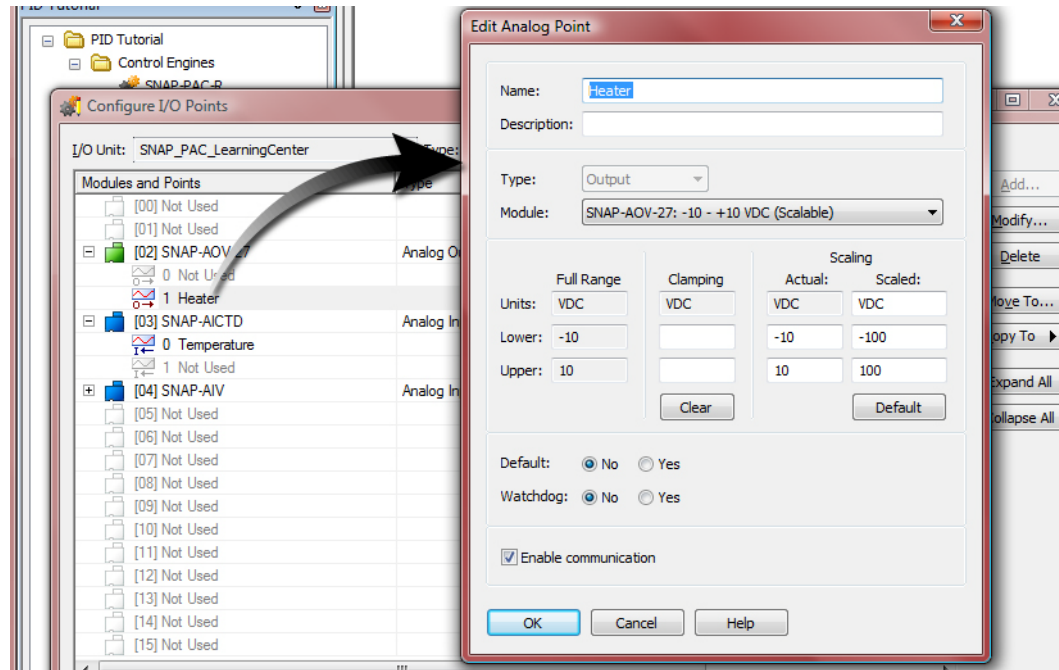 PID Tutorial
PID Tutorial
Control Engines
SNAP-PAC-R
Configure I/O Points
I/O Unit: SNAP_PAC_LearningCenter Type:
Modules and Points Type
[00] Not Used
[01] Not Used
[02] SNAP-AOV-27 Analog O
0 Not Used
1 Heater
[03] SNAP-AICTD Analog In
0 Temperature
1 Not Used
[04] SNAP-AIV Analog In
[05] Not Used
[06] Not Used
[07] Not Used
[08] Not Used
[09] Not Used
[10] Not Used
[11] Not Used
[12] Not Used
[13] Not Used
[14] Not Used
[15] Not Used
Edit Analog Point
Name: Heater
Description:
Type: Output
Module: SNAP-AOV-27: -10 - +10 VDC (Scalable)
Scaling
Full Range Clamping Actual: Scaled:
Units: VDC VDC VDC VDC
Lower: -10 -10 -100
Upper: 10 10 100
Clear Default
Default: No Yes
Watchdog: No Yes
Enable communication
OK Cancel Help
Add...
Modify...
Delete
Move To...
Copy To
Expand All
Collapse All